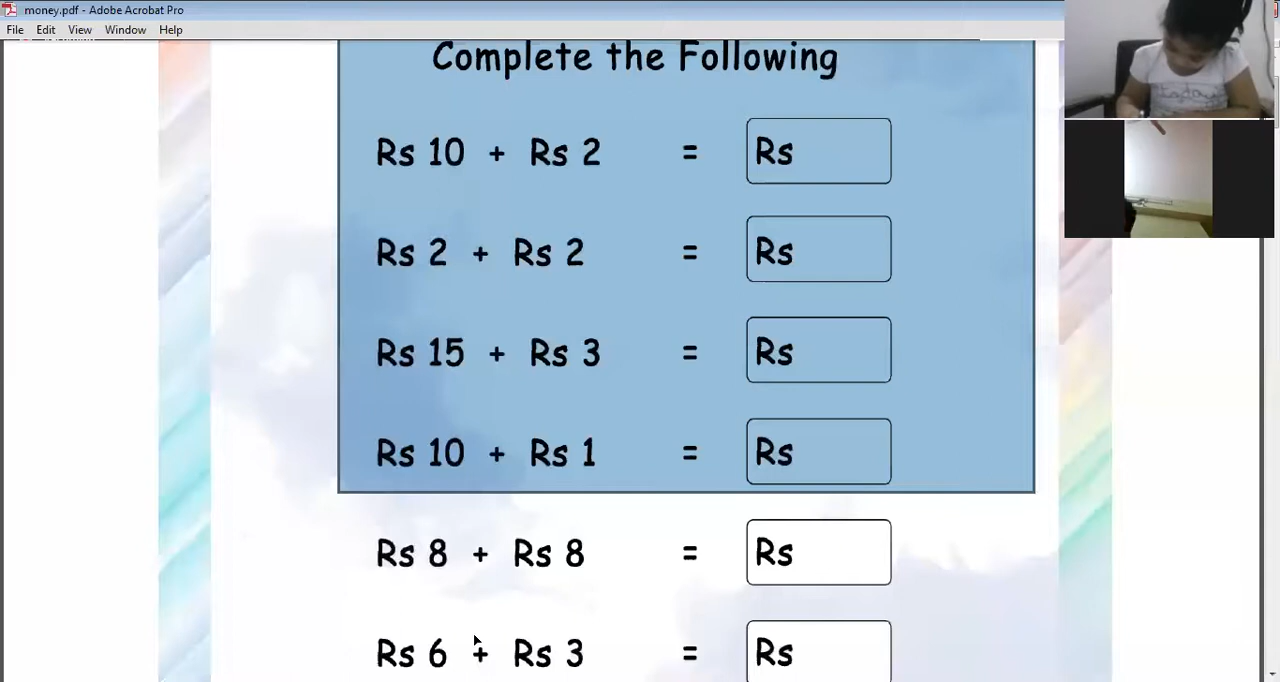 money.pdf - Adobe Acrobat Pro
File Edit View Window Help
Complete the Following
Rs 10 + Rs 2 = Rs
Rs 2 + Rs 2 = Rs
Rs 15 + Rs 3 = Rs
Rs 10 + Rs 1 = Rs
Rs 8 + Rs 8 = Rs
Rs 6 + Rs 3 = Rs